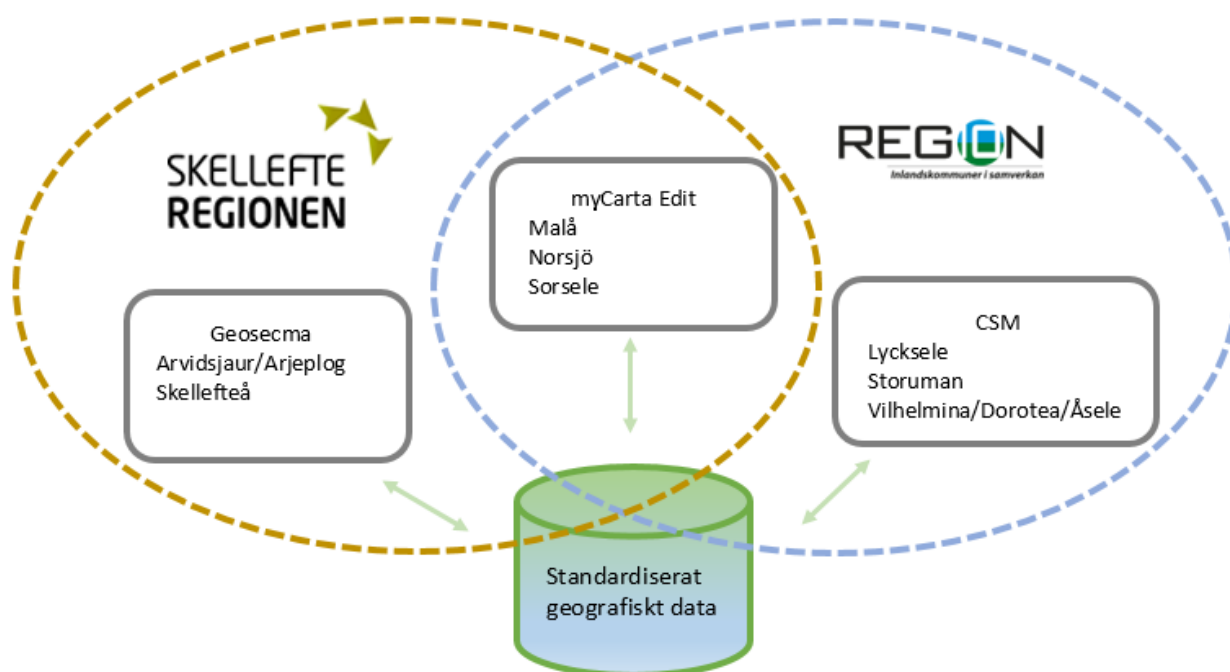 SKELLEFTE
REGIONEN
REGION
Inlandskommuner i samverkan
myCarta Edit
Malå
Norsjö
Sorsele
Geosecma
Arvidsjaur/Arjeplog
Skellefteå
CSM
Lycksele
Storuman
Vilhelmina/Dorotea/Åsele
Standardiserat
geografiskt data